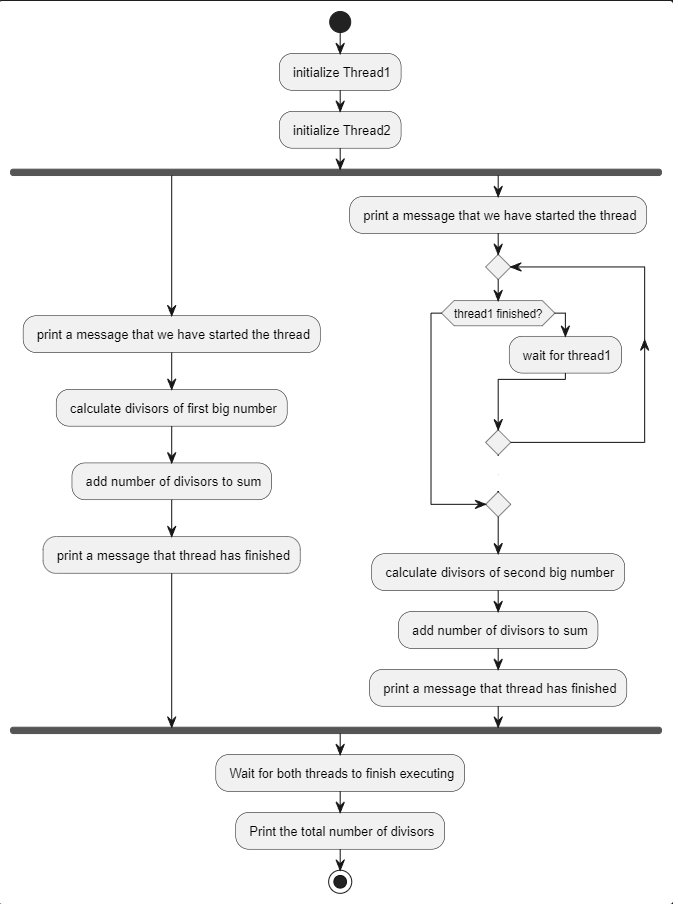 initialize Thread1
initialize Thread2
print a message that we have started the thread
thread1 finished?
wait for thread1
print a message that we have started the thread
calculate divisors of first big number
add number of divisors to sum
print a message that thread has finished
calculate divisors of second big number
add number of divisors to sum
print a message that thread has finished
Wait for both threads to finish executing
Print the total number of divisors